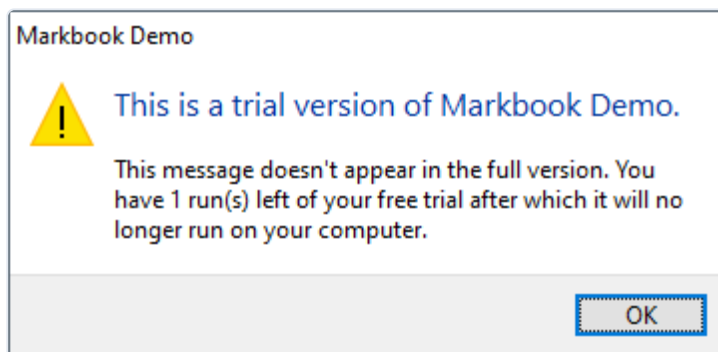 Markbook Demo
This is a trial version of Markbook Demo.
This message doesn't appear in the full version. You
have 1 run(s) left of your free trial after which it will no
longer run on your computer.
OK